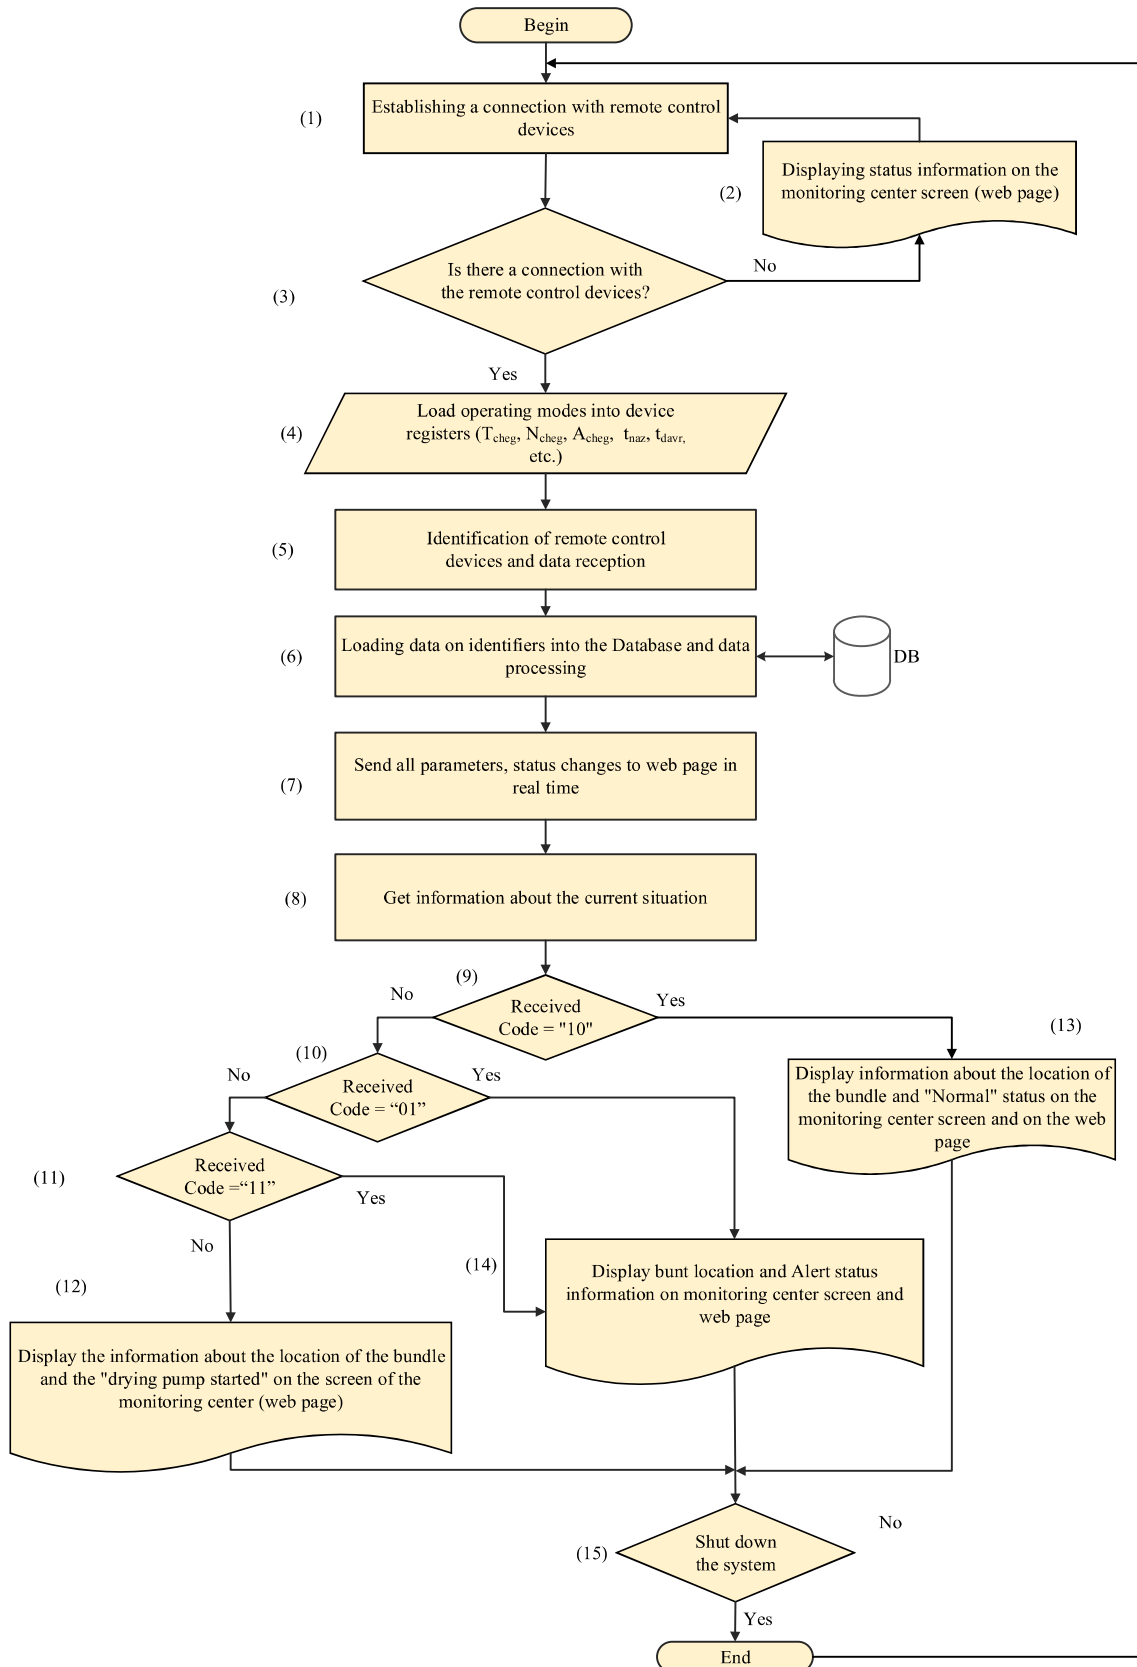 Begin
(1)
Establishing a connection with remote control
devices
(2)
Displaying status information on the
monitoring center screen (web page)
(3)
Is there a connection with
the remote control devices?
No
Yes
(4)
Load operating modes into device
registers (Tcheg, Ncheg, Acheg, tnaz, tdavr,
etc.)
(5)
Identification of remote control
devices and data reception
(6)
Loading data on identifiers into the Database and data
processing
DB
(7)
Send all parameters, status changes to web page in
real time
(8)
Get information about the current situation
(9)
Received
Code = "10"
No
Yes
(10)
Received
Code = “01”
No
Yes
(13)
Display information about the location of
the bundle and "Normal" status on the
monitoring center screen and on the web
page
(11)
Received
Code =“11”
Yes
No
(14)
Display bunt location and Alert status
information on monitoring center screen and
web page
(12)
Display the information about the location of the bundle
and the "drying pump started" on the screen of the
monitoring center (web page)
(15)
Shut down
the system
No
Yes
End